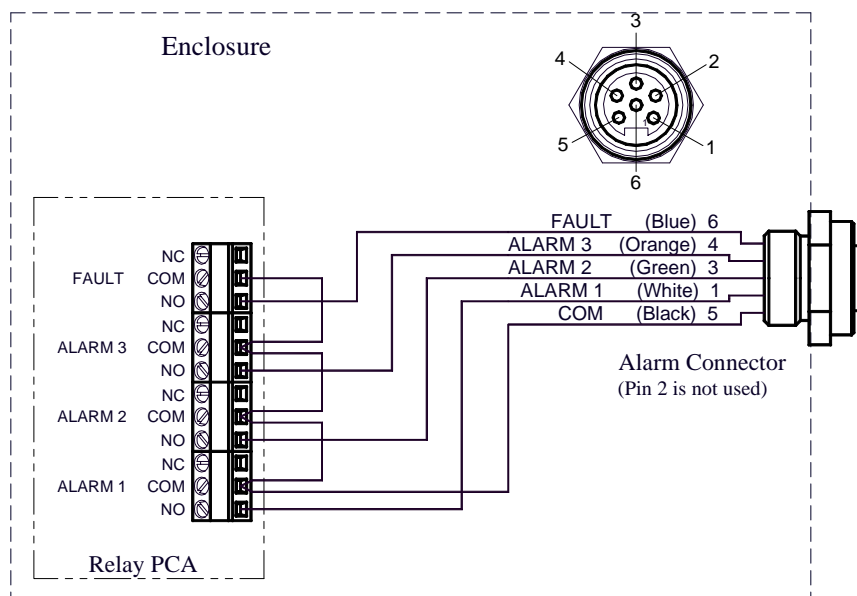 Enclosure
3
4
2
5
1
1
6
FAULT (Blue) 6
ALARM 3 (Orange) 4
ALARM 2 (Green) 3
ALARM 1 (White) 1
COM (Black) 5
Alarm Connector
(Pin 2 is not used)
NC
FAULT COM
NO
NC
ALARM 3 COM
NO
NC
ALARM 2 COM
NO
NC
ALARM 1 COM
NO
Relay PCA